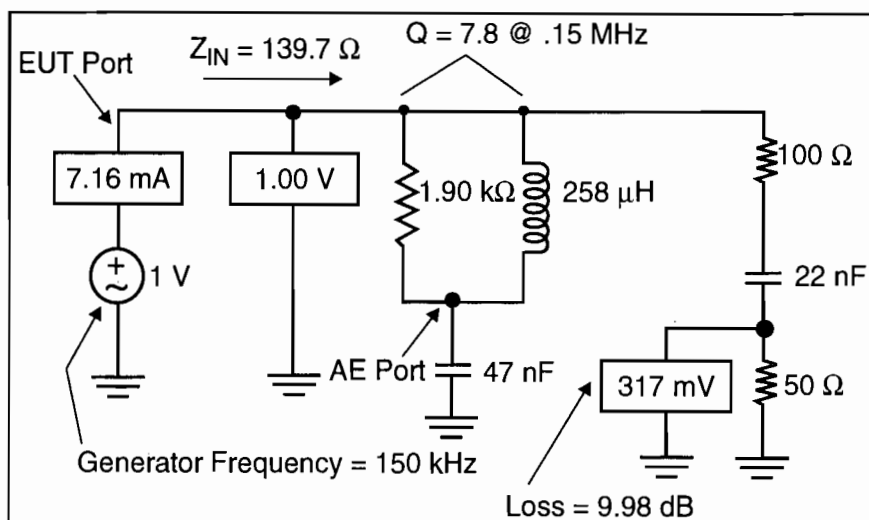 Q = 7.8 @ .15 MHz
Z_IN = 139.7 Ω
EUT Port
7.16 mA
1.00 V
1.90 kΩ
258 µH
100 Ω
+
~
1 V
22 nF
AE Port
47 nF
317 mV
50 Ω
Generator Frequency = 150 kHz
Loss = 9.98 dB